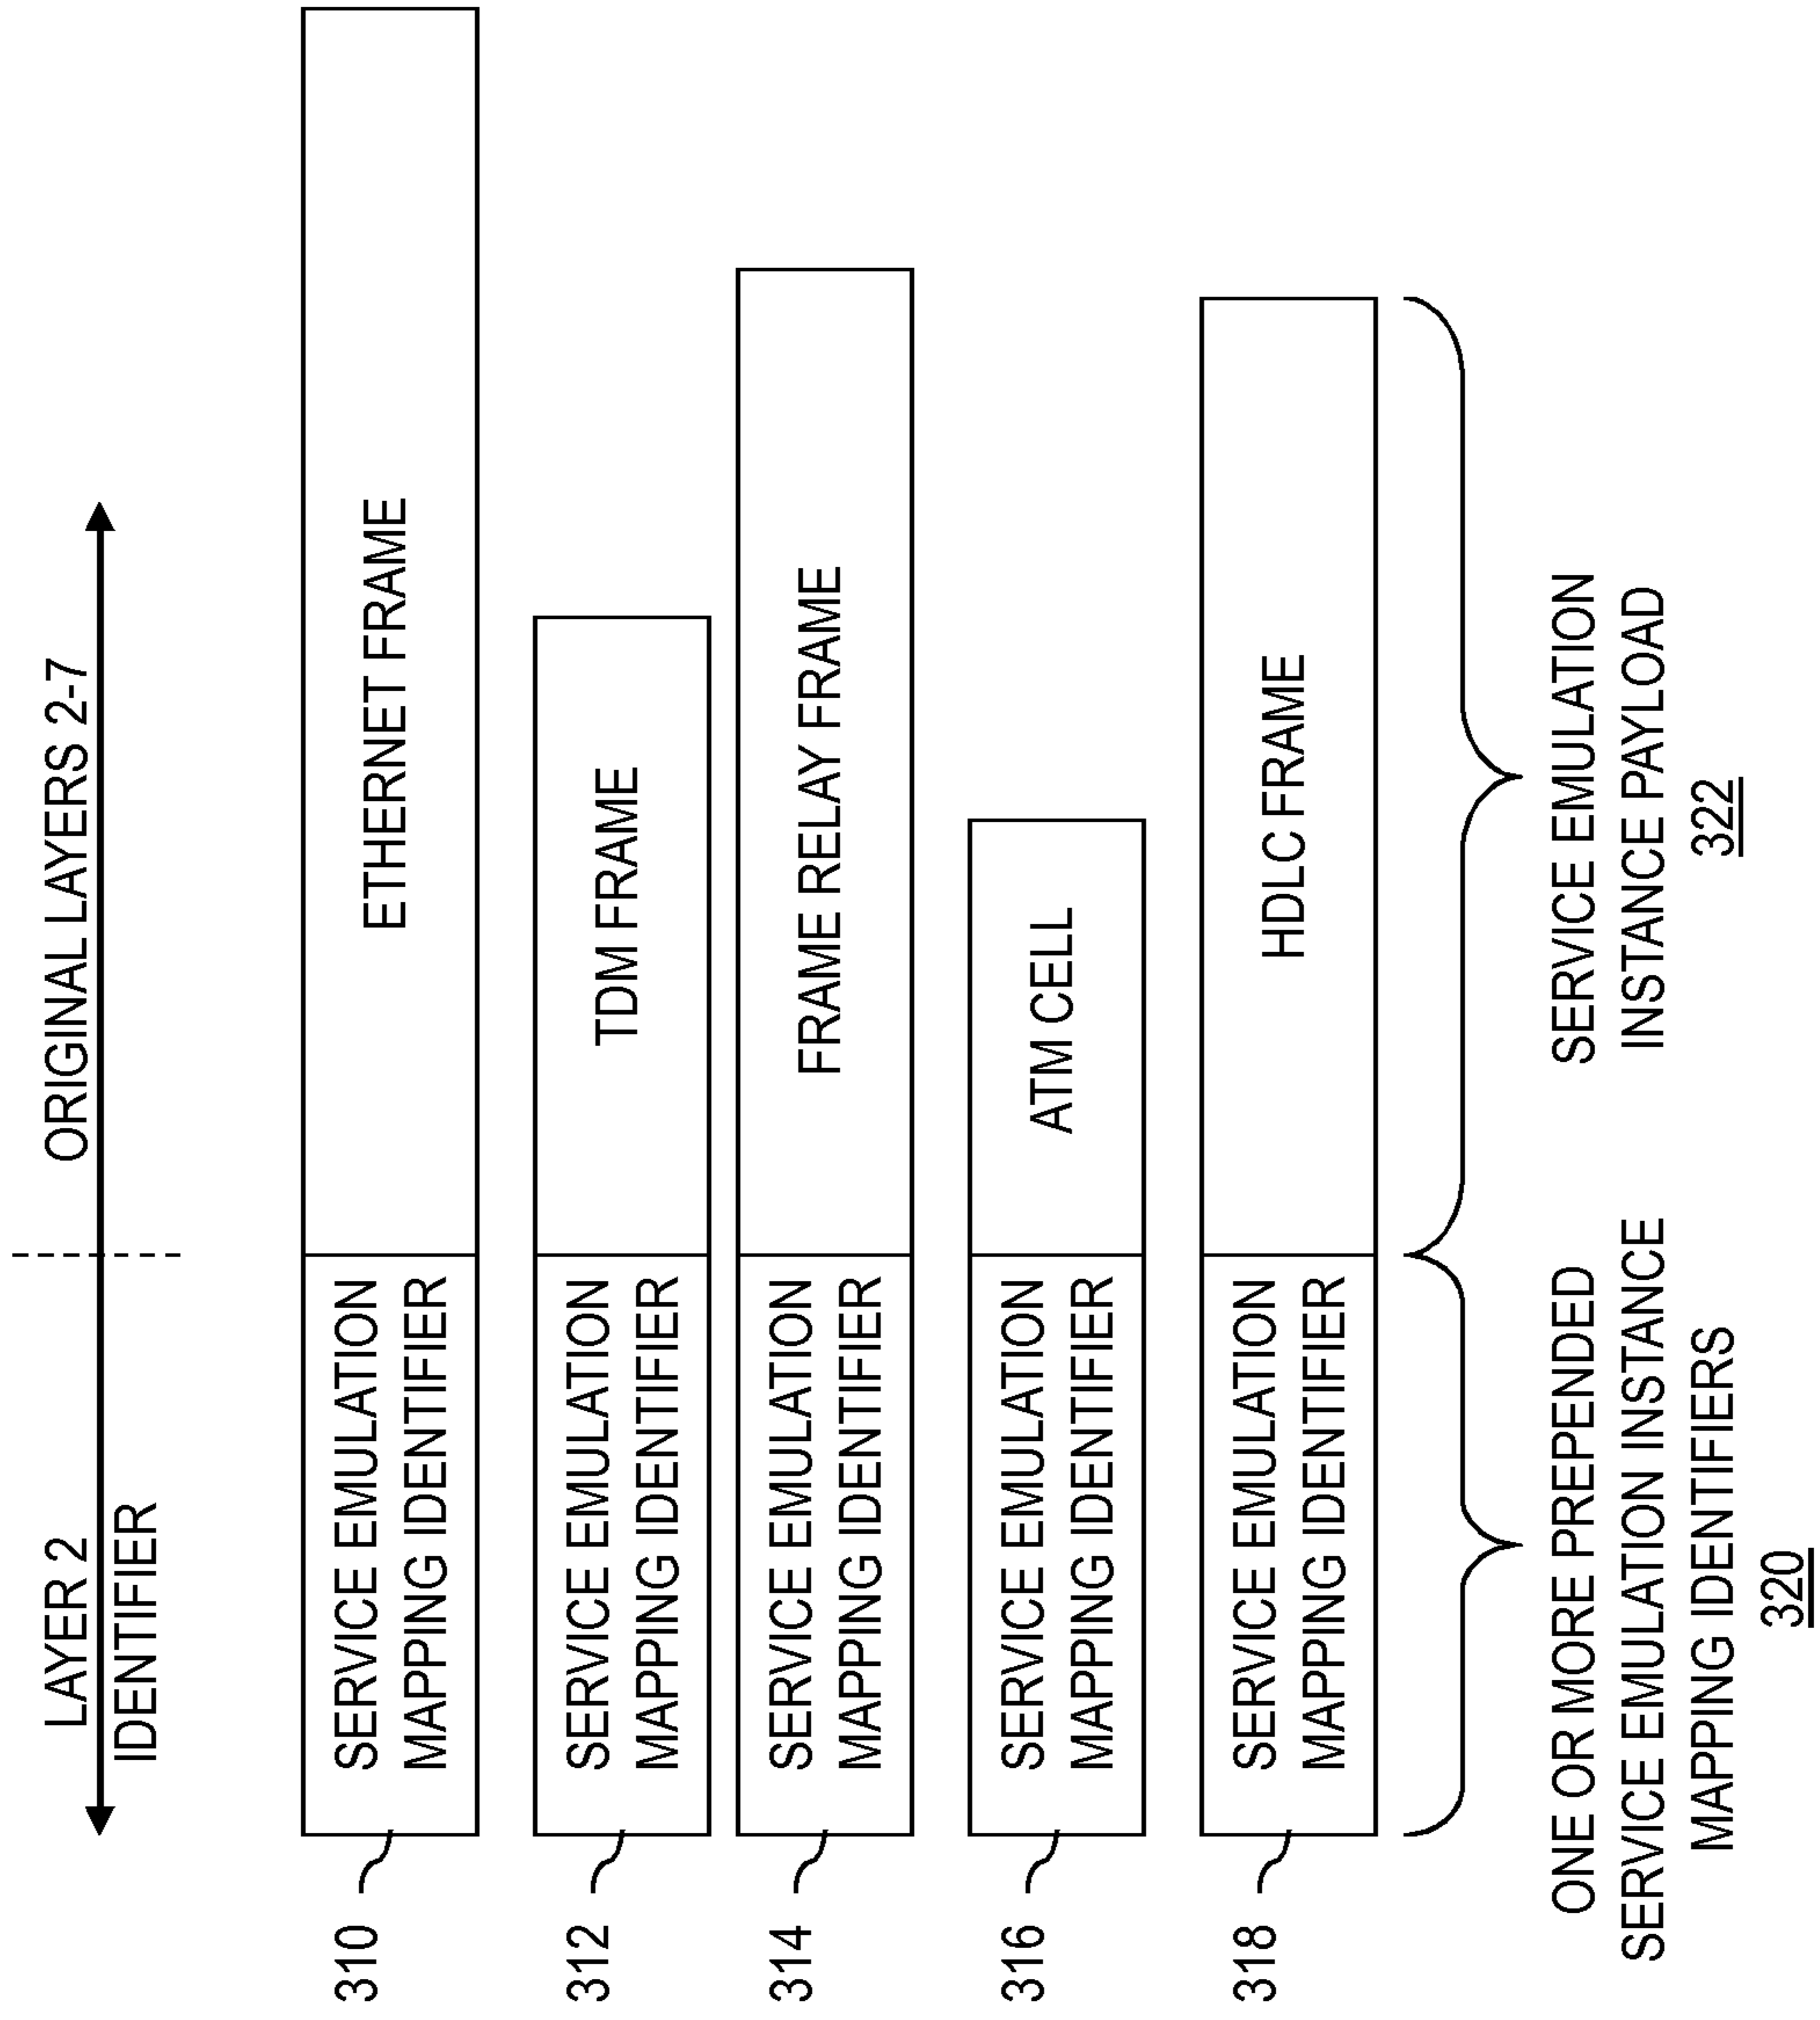 LAYER 2
IDENTIFIER
ORIGINAL LAYERS 2-7
310
SERVICE EMULATION
MAPPING IDENTIFIER
ETHERNET FRAME
312
SERVICE EMULATION
MAPPING IDENTIFIER
TDM FRAME
314
SERVICE EMULATION
MAPPING IDENTIFIER
FRAME RELAY FRAME
316
SERVICE EMULATION
MAPPING IDENTIFIER
ATM CELL
318
SERVICE EMULATION
MAPPING IDENTIFIER
HDLC FRAME
ONE OR MORE PREPENDED
SERVICE EMULATION INSTANCE
MAPPING IDENTIFIERS
320
SERVICE EMULATION
INSTANCE PAYLOAD
322